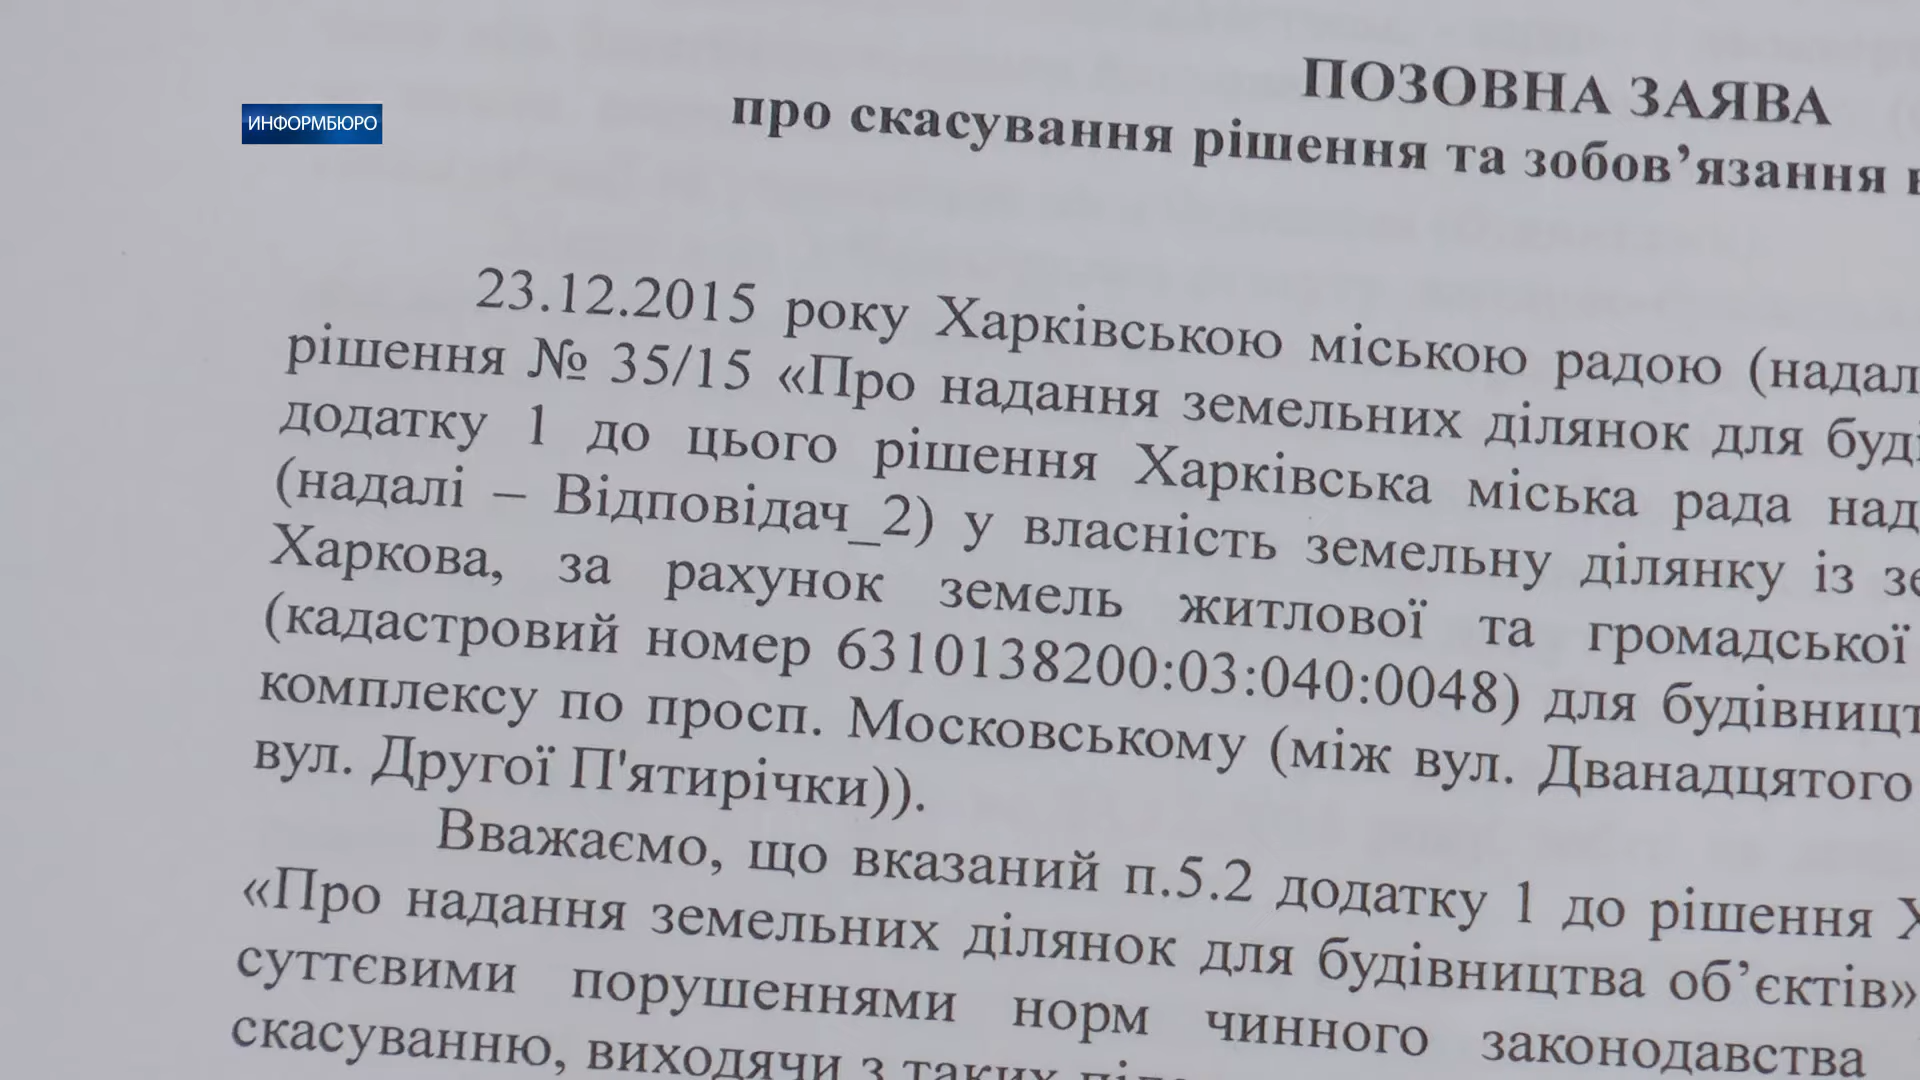 ИНФОРМБЮРО
ПОЗОВНА ЗАЯВА
про скасування рішення та зобов’язання
23.12.2015 року Харківською міською радою (надал
рішення № 35/15 «Про надання земельних ділянок для буді
додатку 1 до цього рішення Харківська міська рада над
(надалі – Відповідач_2) у власність земельну ділянку із зе
Харкова, за рахунок земель житлової та громадської
(кадастровий номер 6310138200:03:040:0048) для будівницт
комплексу по просп. Московському (між вул. Дванадцятого
вул. Другої П'ятирічки)).
Вважаємо, що вказаний п.5.2 додатку 1 до рішення Х
«Про надання земельних ділянок для будівництва об’єктів»
суттєвими порушеннями норм чинного законодавства
скасуванню, виходячи з таких